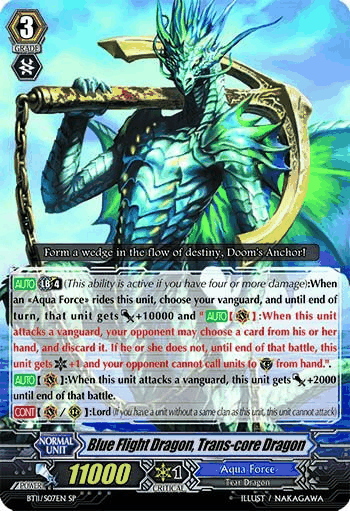 3
GRADE
Form a wedge in the flow of destiny, Doom's Anchor!
AUTO LB4 (This ability is active if you have four or more damage):When
an «Aqua Force» rides this unit, choose your vanguard, and until end of
turn, that unit gets +10000 and " AUTO [ ]:When this unit
attacks a vanguard, your opponent may choose a card from his or her
hand, and discard it. If he or she does not, until end of that battle, this
unit gets +1 and your opponent cannot call units to from hand.".
AUTO [ ]:When this unit attacks a vanguard, this unit gets +2000
until end of that battle.
CONT [ / ]:Lord (If you have a unit without a same clan as this unit, this unit cannot attack)
NORMAL UNIT
Blue Flight Dragon, Trans-core Dragon
POWER 11000
1 CRITICAL
Aqua Force
Tear Dragon
BT11/S07EN SP
ILLUST / NAKAGAWA